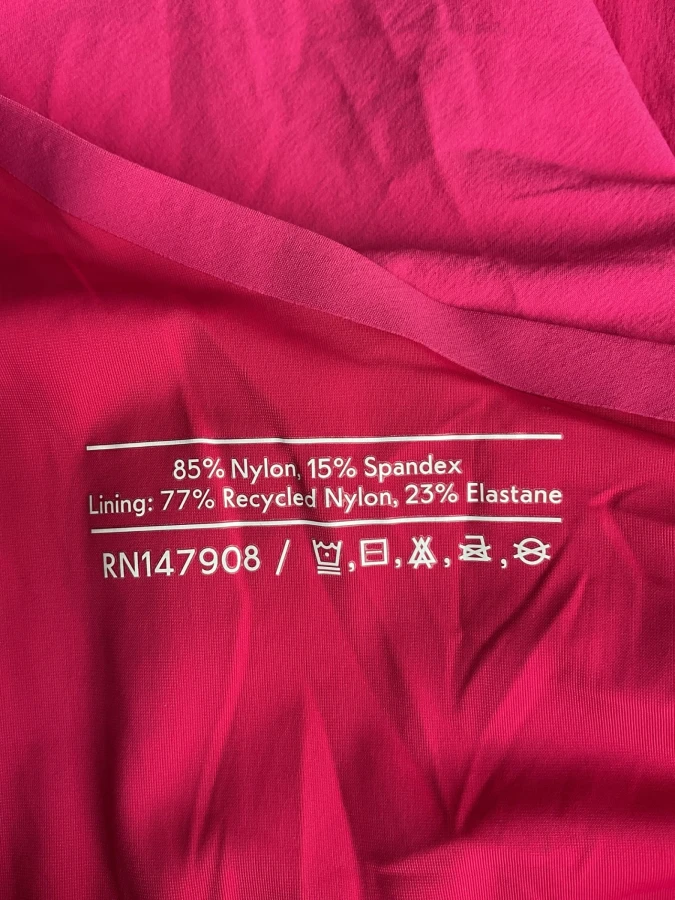 85% Nylon, 15% Spandex
Lining: 77% Recycled Nylon, 23% Elastane
RN147908 /